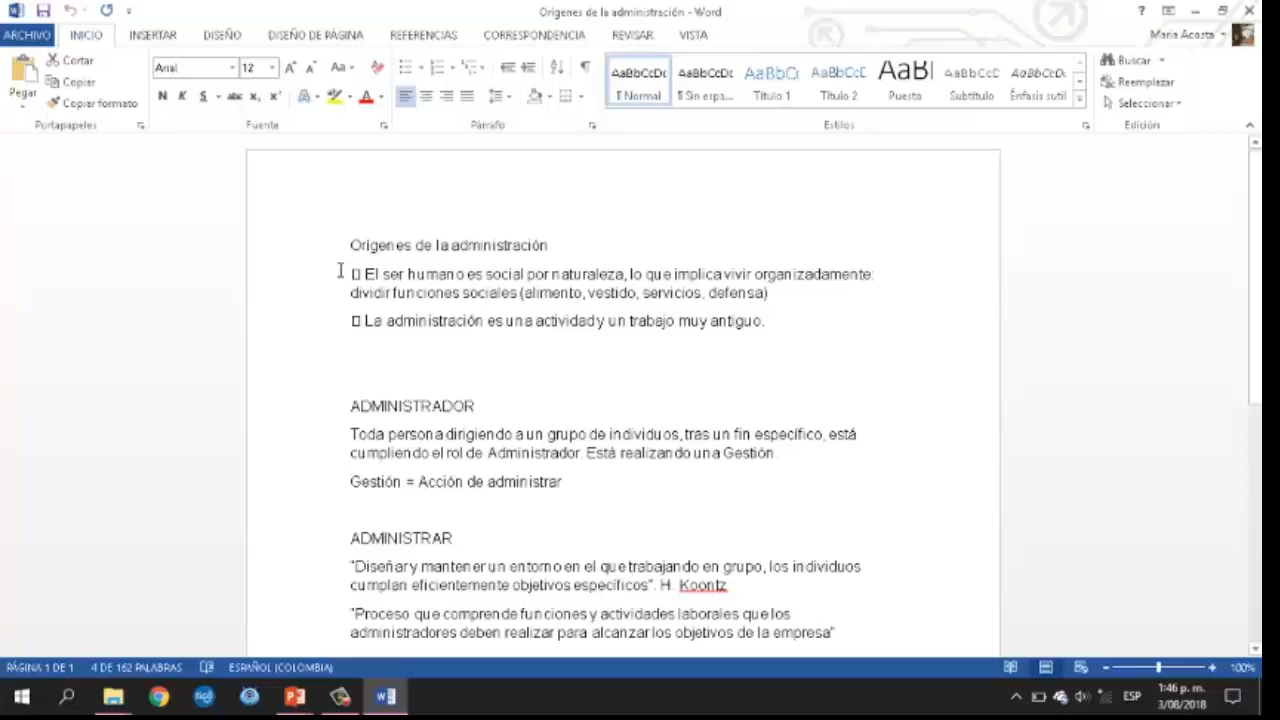 Origenes de la administración - Word
ARCHIVO INICIO INSERTAR DISEÑO DISEÑO DE PÁGINA REFERENCIAS CORRESPONDENCIA REVISAR VISTA Maria Acosta
Pegar
Cortar
Copiar
Copiar formato
Portapapeles
Arial 12
N K S abc
Fuente
Párrafo
AaBbCcDc AaBbCcDc AaBbC AaBbCcD AaB AaBbCcD AaBbCcDc
¶ Normal ¶ Sin espa... Título 1 Título 2 Puesto Subtítulo Énfasis sutil
Estilos
Buscar
Reemplazar
Seleccionar
Edición
Origenes de la administración
El ser humano es social por naturaleza, lo que implica vivir organizadamente:
dividir funciones sociales (alimento, vestido, servicios, defensa)
La administración es una actividad y un trabajo muy antiguo.
ADMINISTRADOR
Toda persona dirigiendo a un grupo de individuos, tras un fin específico, está
cumpliendo el rol de Administrador. Está realizando una Gestión.
Gestión = Acción de administrar
ADMINISTRAR
"Diseñar y mantener un entorno en el que trabajando en grupo, los individuos
cumplan eficientemente objetivos específicos". H. Koontz
"Proceso que comprende funciones y actividades laborales que los
administradores deben realizar para alcanzar los objetivos de la empresa"
PÁGINA 1 DE 1 4 DE 162 PALABRAS ESPAÑOL (COLOMBIA) 100%
ESP
1:46 p. m.
3/08/2018